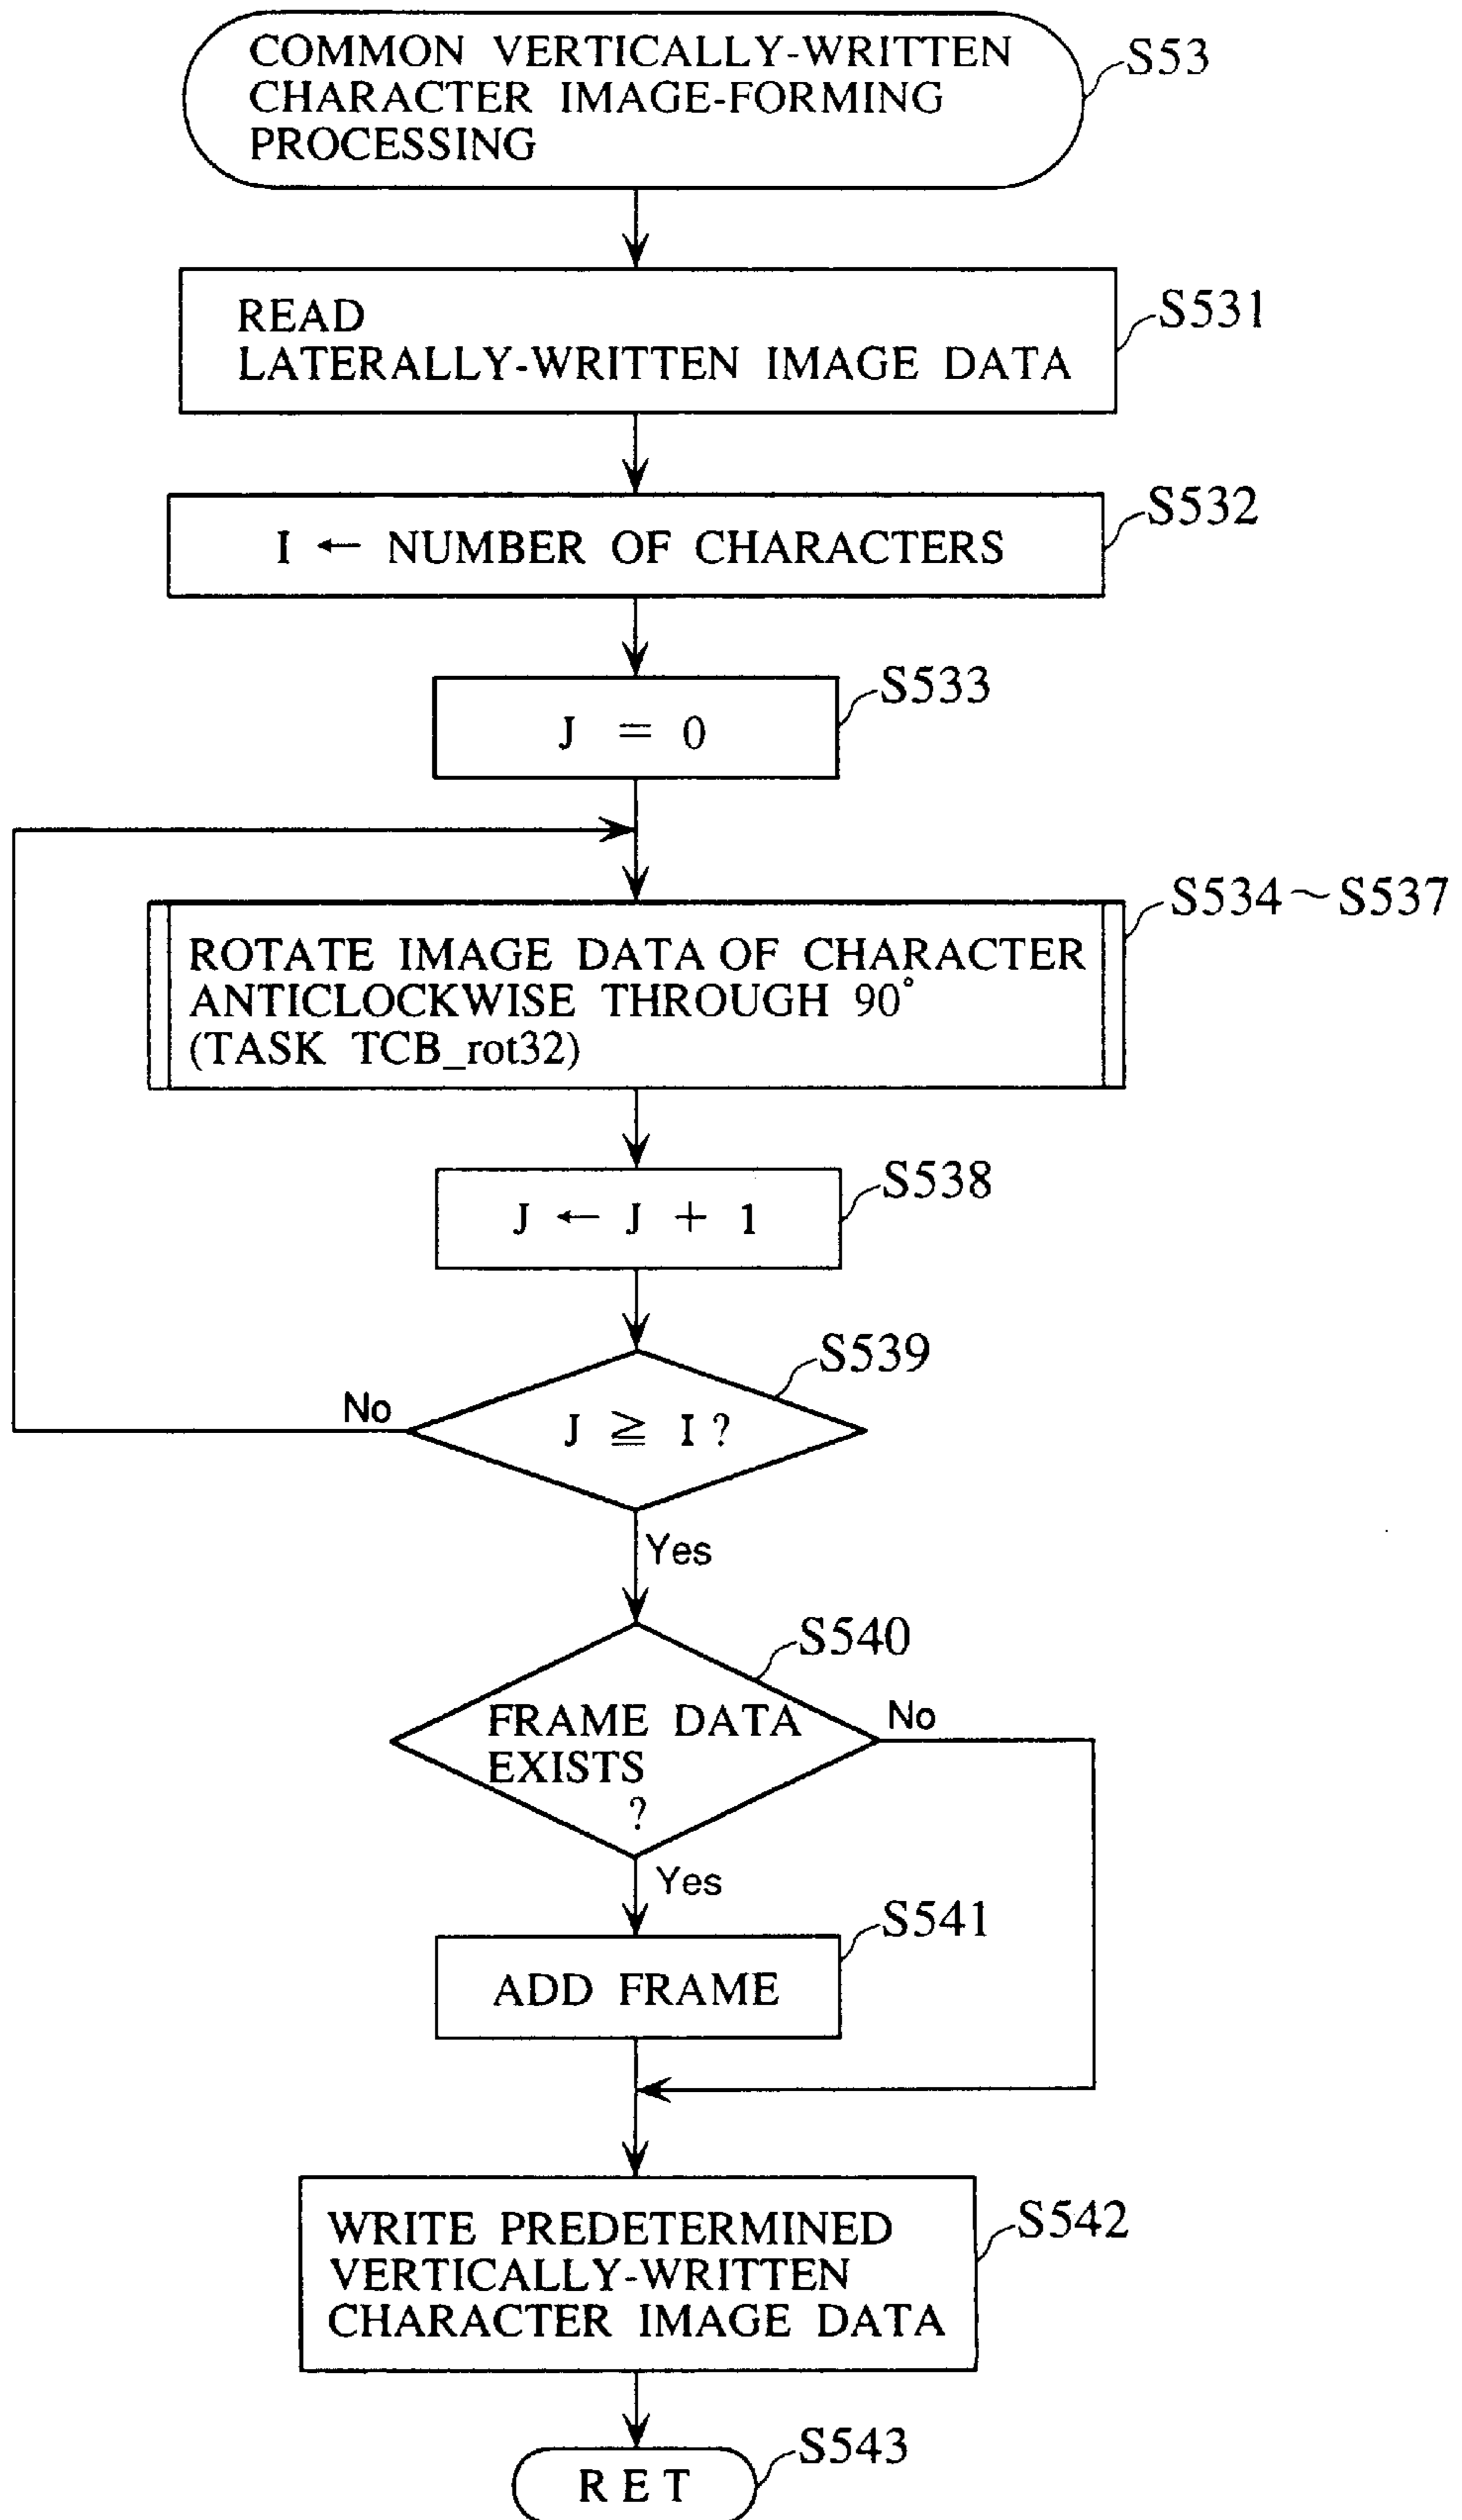 COMMON VERTICALLY-WRITTEN
CHARACTER IMAGE-FORMING
PROCESSING
S53
READ
LATERALLY-WRITTEN IMAGE DATA
S531
I ← NUMBER OF CHARACTERS
S532
J = 0
S533
ROTATE IMAGE DATA OF CHARACTER
ANTICLOCKWISE THROUGH 90°
(TASK TCB_rot32)
S534~S537
J ← J + 1
S538
J ≧ I ?
S539
No
Yes
FRAME DATA
EXISTS
?
S540
No
Yes
ADD FRAME
S541
WRITE PREDETERMINED
VERTICALLY-WRITTEN
CHARACTER IMAGE DATA
S542
RET
S543